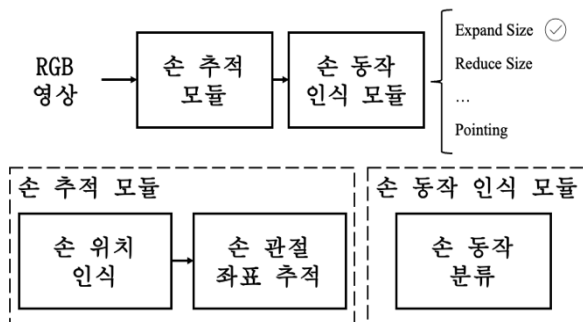 RGB
영상
손 추적
모듈
손 동작
인식 모듈
Expand Size
Reduce Size
...
Pointing
손 추적 모듈
손 위치
인식
손 관절
좌표 추적
손 동작 인식 모듈
손 동작
분류